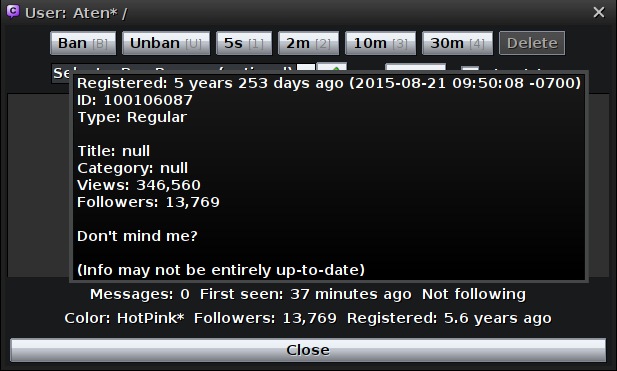 User: Aten* /
Ban [B] Unban [U] 5s [1] 2m [2] 10m [3] 30m [4] Delete
Registered: 5 years 253 days ago (2015-08-21 09:50:08 -0700)
ID: 100106087
Type: Regular
Title: null
Category: null
Views: 346,560
Followers: 13,769
Don't mind me?
(Info may not be entirely up-to-date)
Messages: 0 First seen: 37 minutes ago Not following
Color: HotPink* Followers: 13,769 Registered: 5.6 years ago
Close